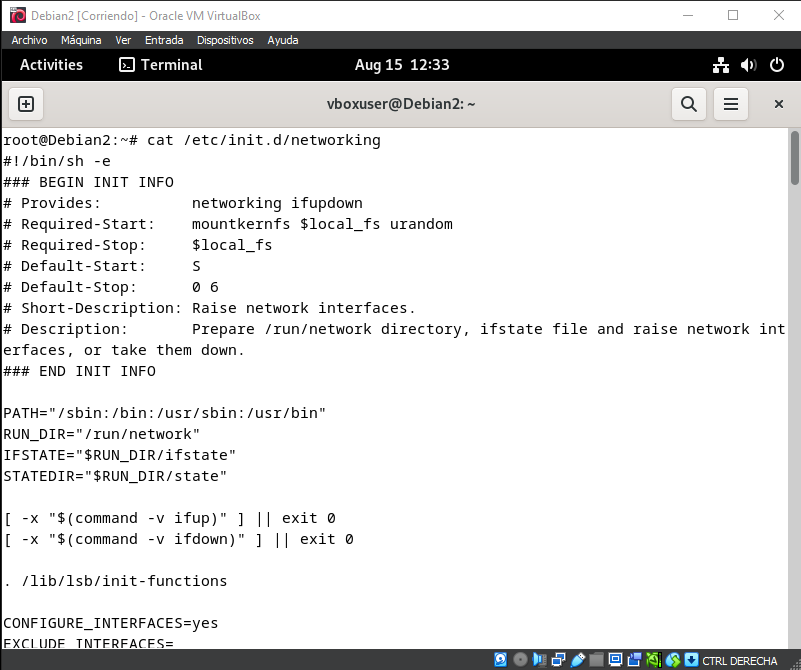 Debian2 [Corriendo] - Oracle VM VirtualBox
Archivo Máquina Ver Entrada Dispositivos Ayuda
Activities Terminal Aug 15 12:33
vboxuser@Debian2: ~
root@Debian2:~# cat /etc/init.d/networking
#!/bin/sh -e
### BEGIN INIT INFO
# Provides:          networking ifupdown
# Required-Start:    mountkernfs $local_fs urandom
# Required-Stop:     $local_fs
# Default-Start:     S
# Default-Stop:      0 6
# Short-Description: Raise network interfaces.
# Description:       Prepare /run/network directory, ifstate file and raise network int
erfaces, or take them down.
### END INIT INFO
PATH="/sbin:/bin:/usr/sbin:/usr/bin"
RUN_DIR="/run/network"
IFSTATE="$RUN_DIR/ifstate"
STATEDIR="$RUN_DIR/state"
[ -x "$(command -v ifup)" ] || exit 0
[ -x "$(command -v ifdown)" ] || exit 0
. /lib/lsb/init-functions
CONFIGURE_INTERFACES=yes
EXCLUDE_INTERFACES=
CTRL DERECHA